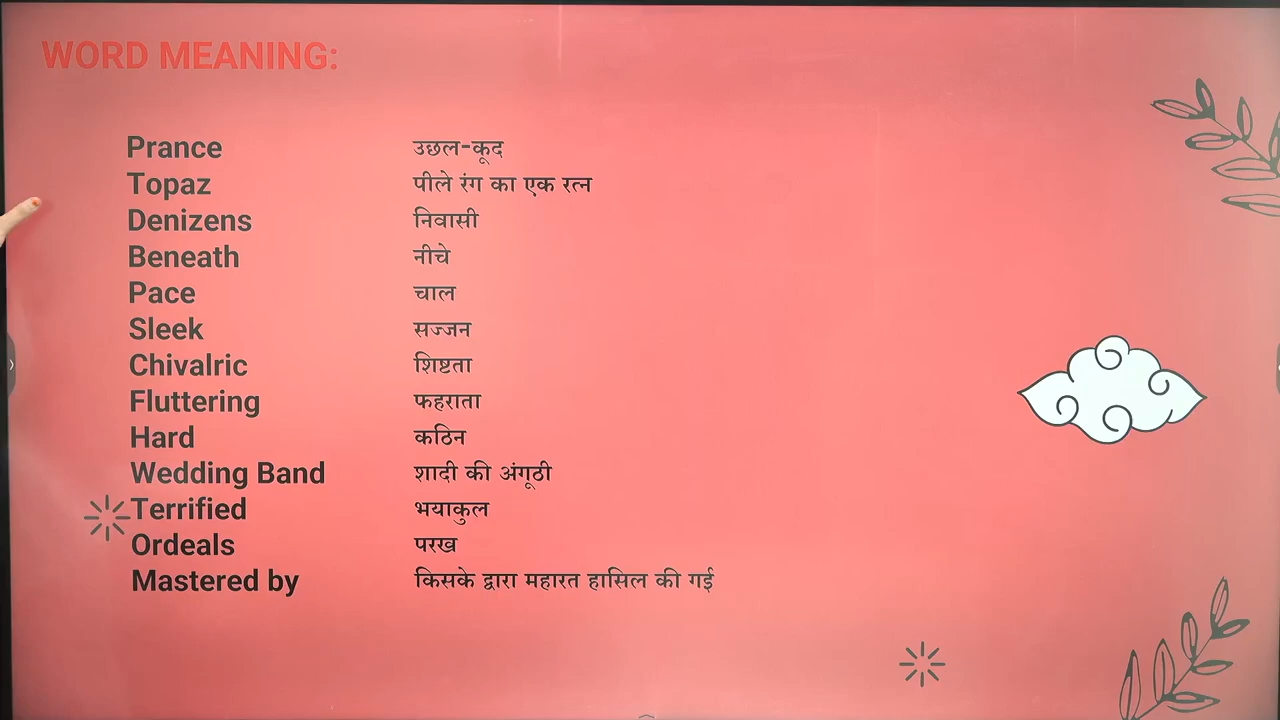 WORD MEANING:
Prance उछल-कूद
Topaz पीले रंग का एक रत्न
Denizens निवासी
Beneath नीचे
Pace चाल
Sleek सज्जन
Chivalric शिष्टता
Fluttering फहराता
Hard कठिन
Wedding Band शादी की अंगूठी
Terrified भयाकुल
Ordeals परख
Mastered by किसके द्वारा महारत हासिल की गई